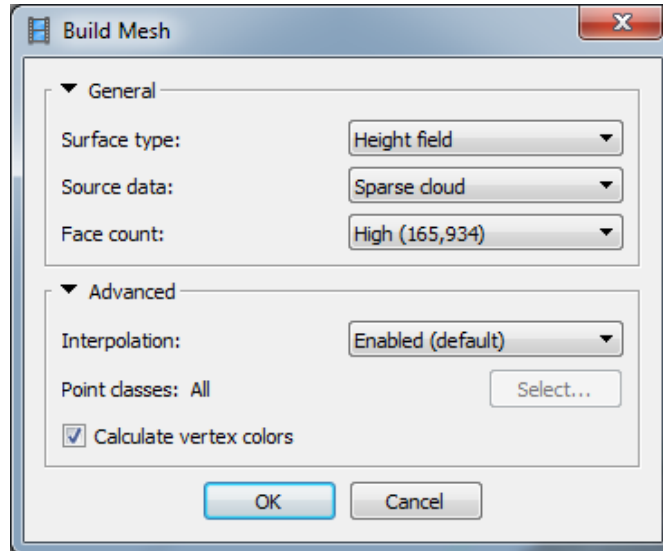 Build Mesh
General
Surface type: Height field
Source data: Sparse cloud
Face count: High (165,934)
Advanced
Interpolation: Enabled (default)
Point classes: All Select...
Calculate vertex colors
OK Cancel